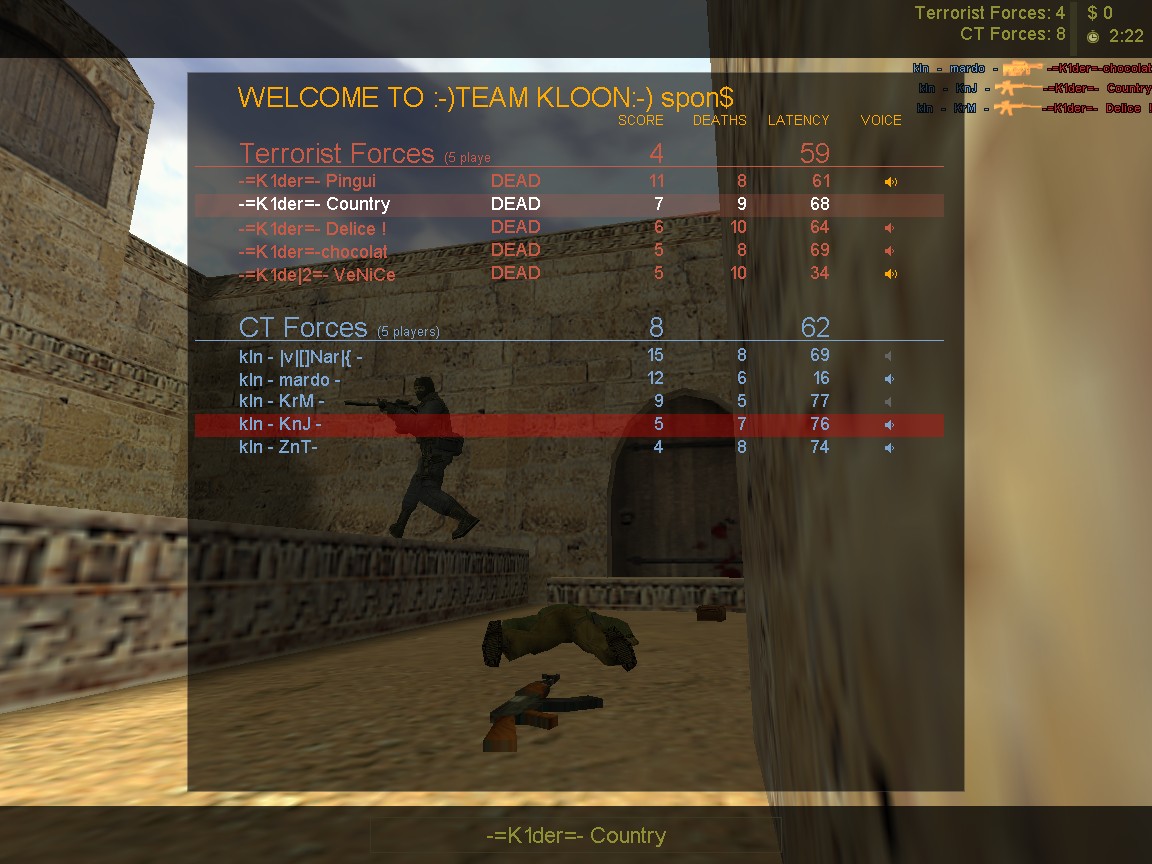 Terrorist Forces: 4 $ 0
CT Forces: 8 2:22
kln - mardo - -=K1der=-chocolat
kln - KnJ - -=K1der=- Country
kln - KrM - -=K1der=- Delice !
WELCOME TO :-)TEAM KLOON:-) spon$
SCORE DEATHS LATENCY VOICE
Terrorist Forces (5 playe 4 59
-=K1der=- Pingui DEAD 11 8 61
-=K1der=- Country DEAD 7 9 68
-=K1der=- Delice ! DEAD 6 10 64
-=K1der=-chocolat DEAD 5 8 69
-=K1de|2=- VeNiCe DEAD 5 10 34
CT Forces (5 players) 8 62
kln - |v|[]Nar|{ - 15 8 69
kln - mardo - 12 6 16
kln - KrM - 9 5 77
kln - KnJ - 5 7 76
kln - ZnT- 4 8 74
-=K1der=- Country